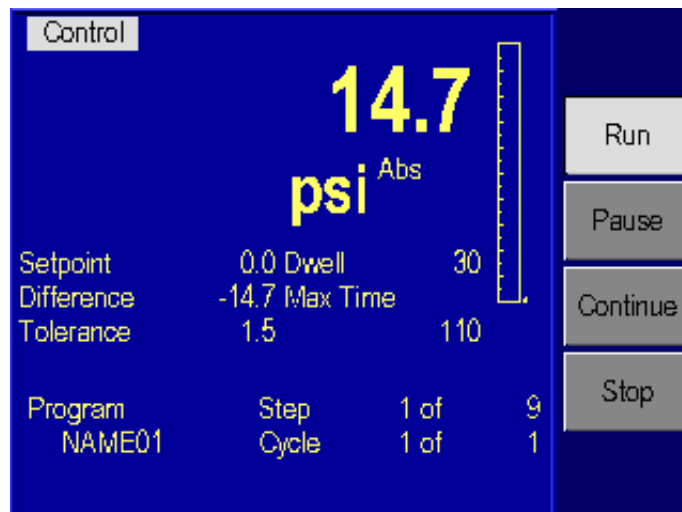 Control
14.7
psi Abs
Setpoint 0.0 Dwell 30
Difference -14.7 Max Time
Tolerance 1.5 110
Program Step 1 of 9
NAME01 Cycle 1 of 1
Run
Pause
Continue
Stop